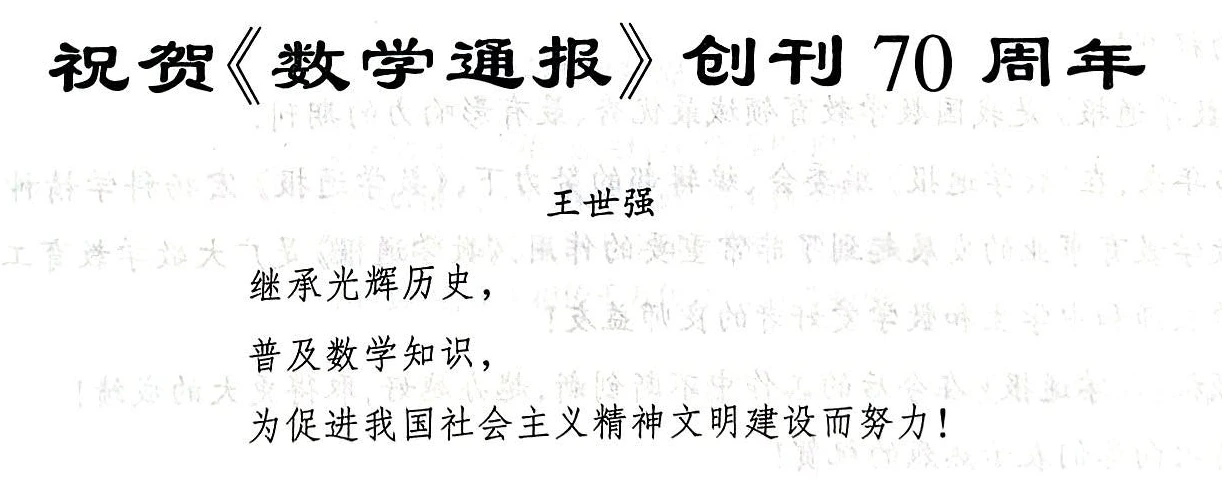 祝贺《数学通报》创刊 70 周年
王世强
继承光辉历史，
普及数学知识，
为促进我国社会主义精神文明建设而努力！